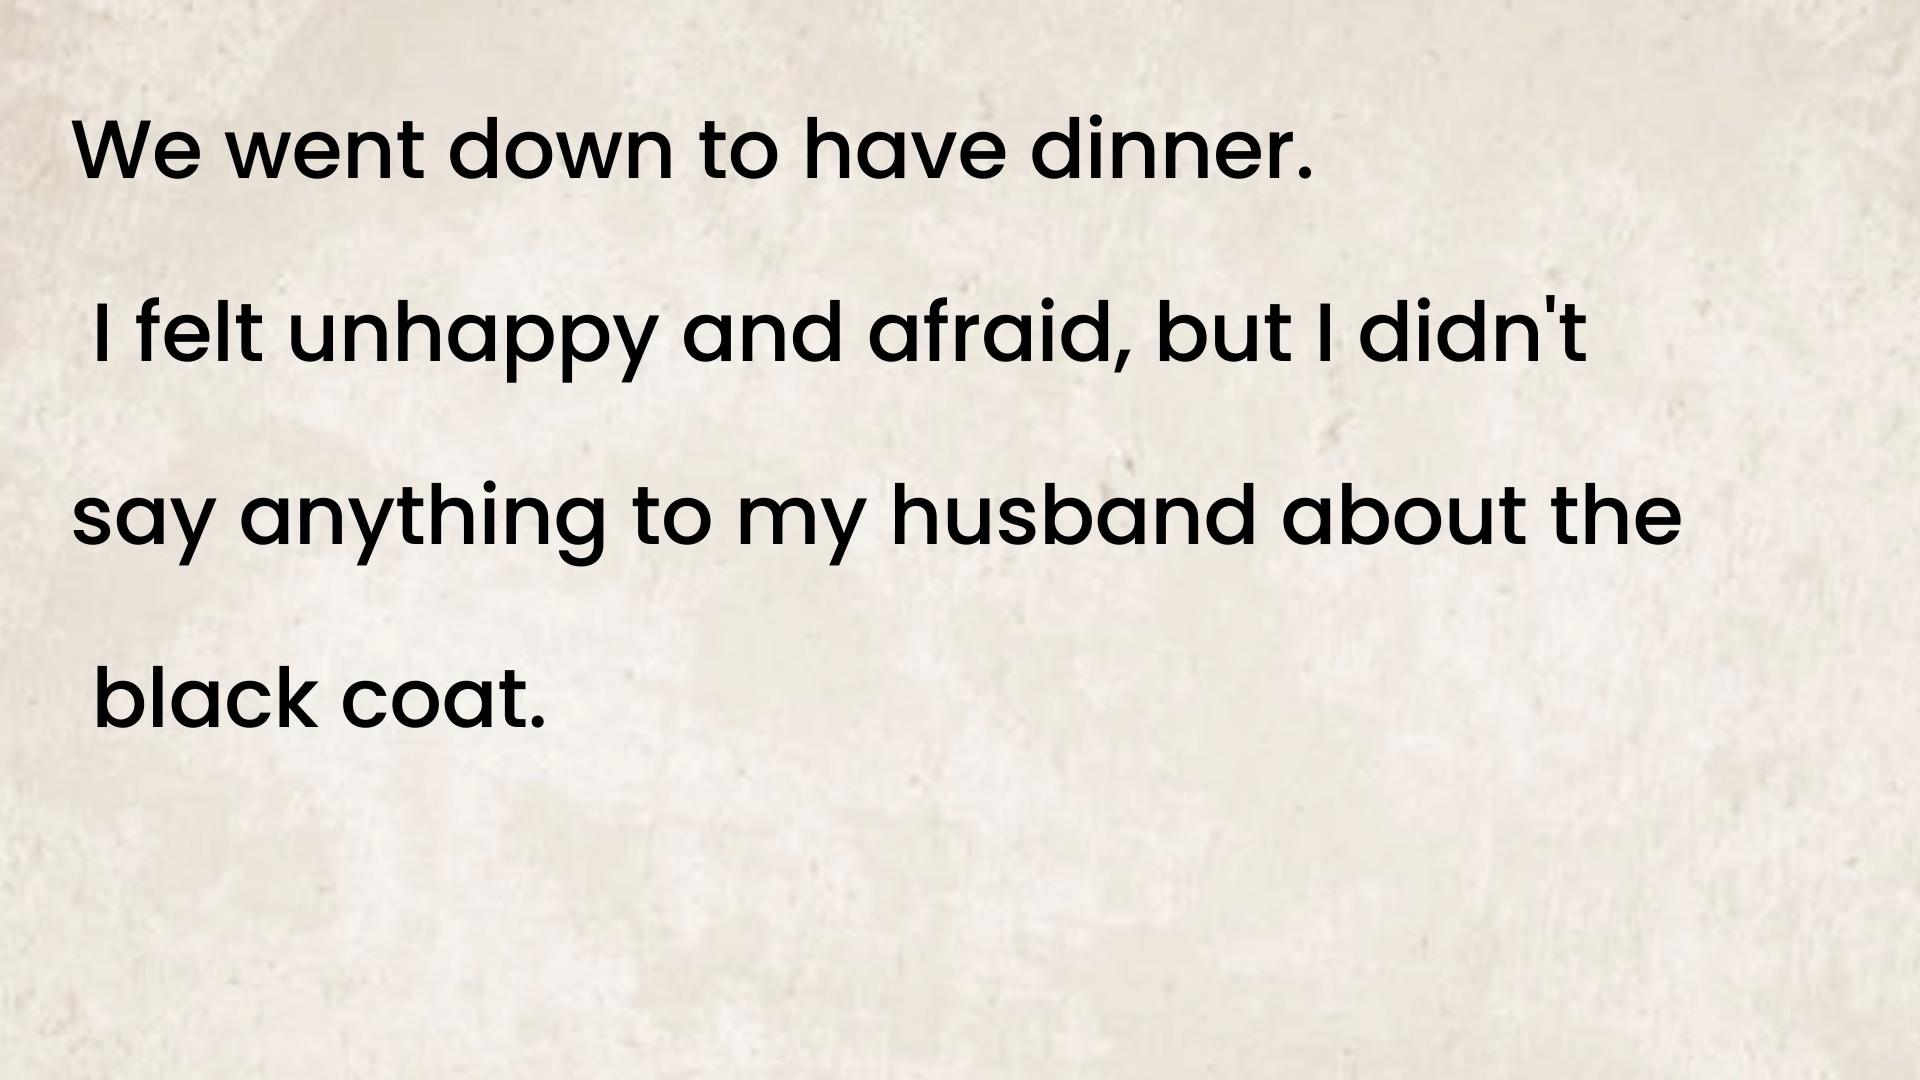 We went down to have dinner.
I felt unhappy and afraid, but I didn't
say anything to my husband about the
black coat.